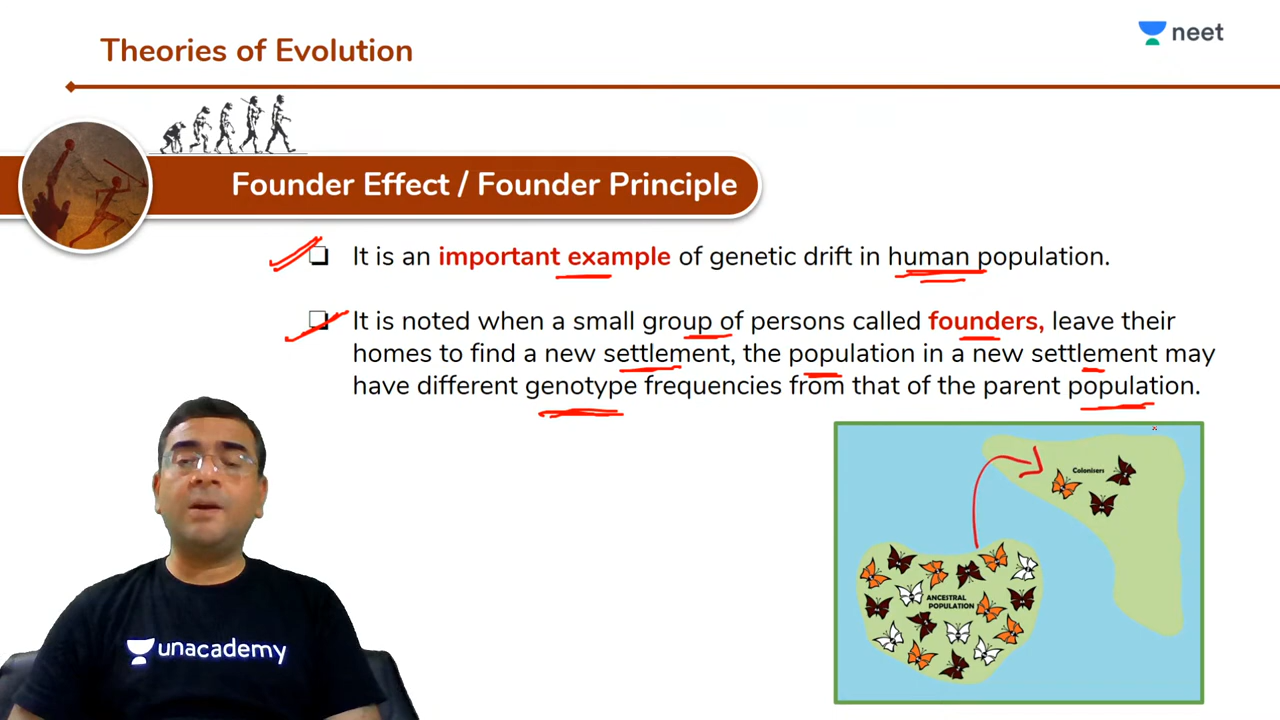 Theories of Evolution
neet
Founder Effect / Founder Principle
It is an important example of genetic drift in human population.
It is noted when a small group of persons called founders, leave their
homes to find a new settlement, the population in a new settlement may
have different genotype frequencies from that of the parent population.
Colonisers
ANCESTRAL
POPULATION
unacademy